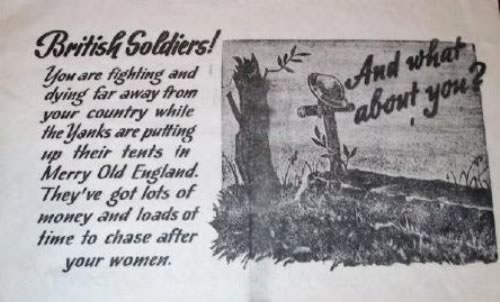 British Soldiers!
You are fighting and
dying far away from
your country while
the Yanks are putting
up their tents in
Merry Old England.
They've got lots of
money and loads of
time to chase after
your women.
And what
about you?